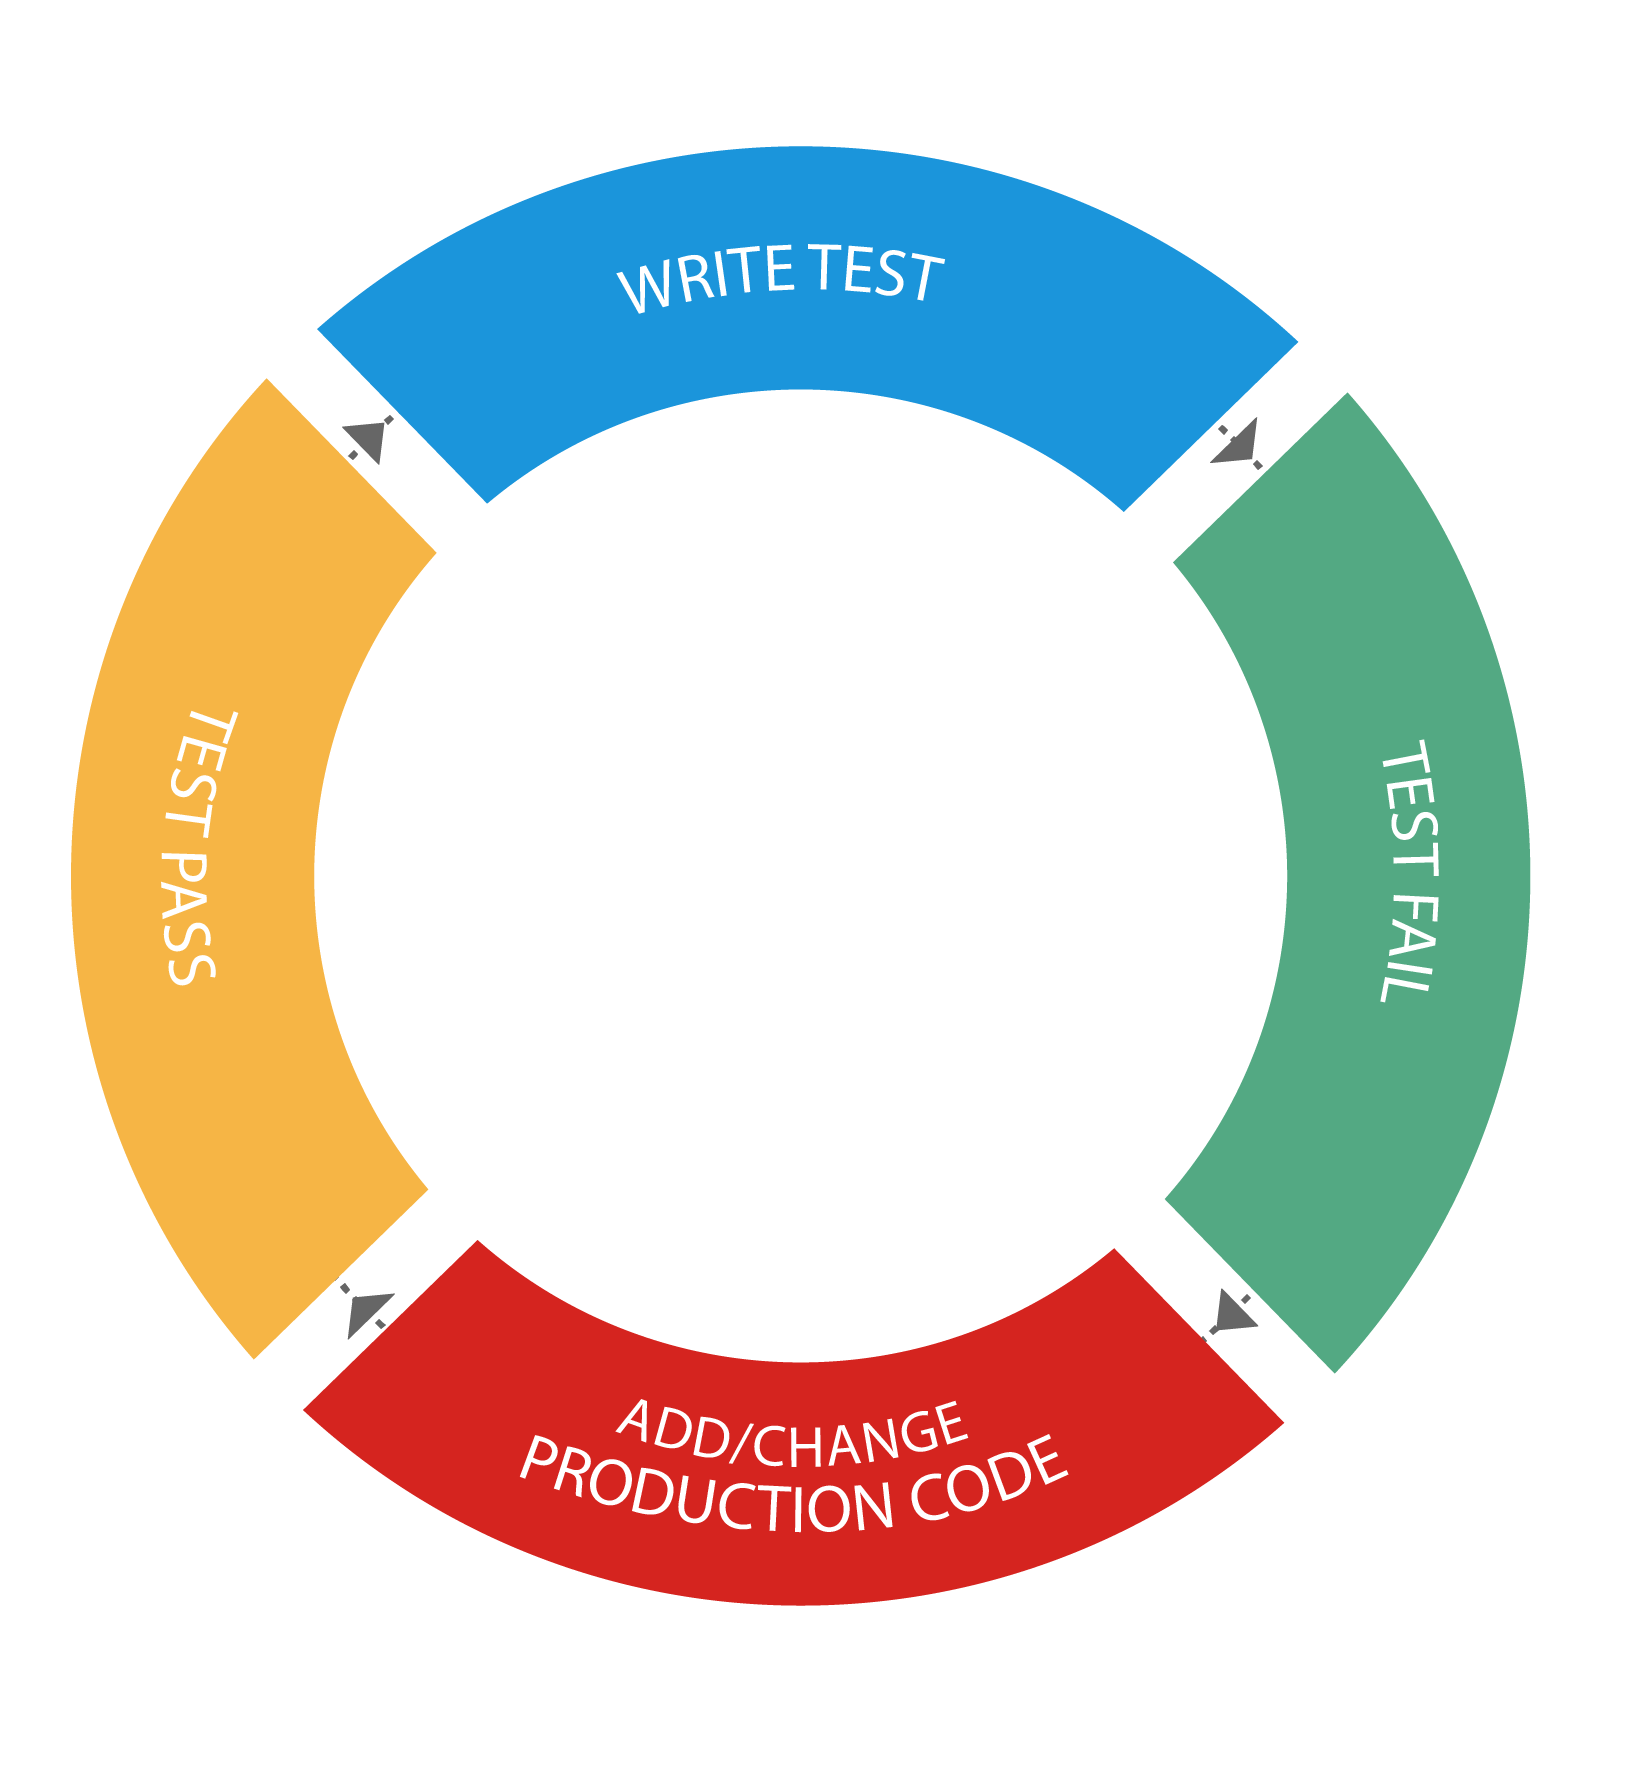 WRITE TEST
TEST FAIL
ADD/CHANGE
PRODUCTION CODE
TEST PASS